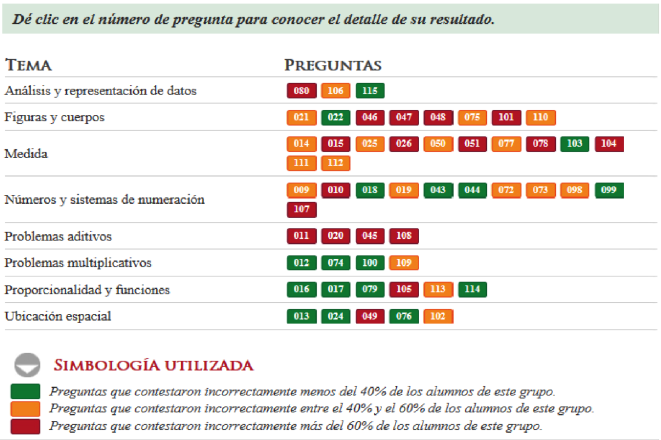 Dé clic en el número de pregunta para conocer el detalle de su resultado.
TEMA PREGUNTAS
Análisis y representación de datos 080 106 115
Figuras y cuerpos 021 022 046 047 048 075 101 110
Medida 014 015 025 026 050 051 077 078 103 104
111 112
Números y sistemas de numeración 009 010 018 019 043 044 072 073 098 099
107
Problemas aditivos 011 020 045 108
Problemas multiplicativos 012 074 100 109
Proporcionalidad y funciones 016 017 079 105 113 114
Ubicación espacial 013 024 049 076 102
SIMBOLOGÍA UTILIZADA
Preguntas que contestaron incorrectamente menos del 40% de los alumnos de este grupo.
Preguntas que contestaron incorrectamente entre el 40% y el 60% de los alumnos de este grupo.
Preguntas que contestaron incorrectamente más del 60% de los alumnos de este grupo.